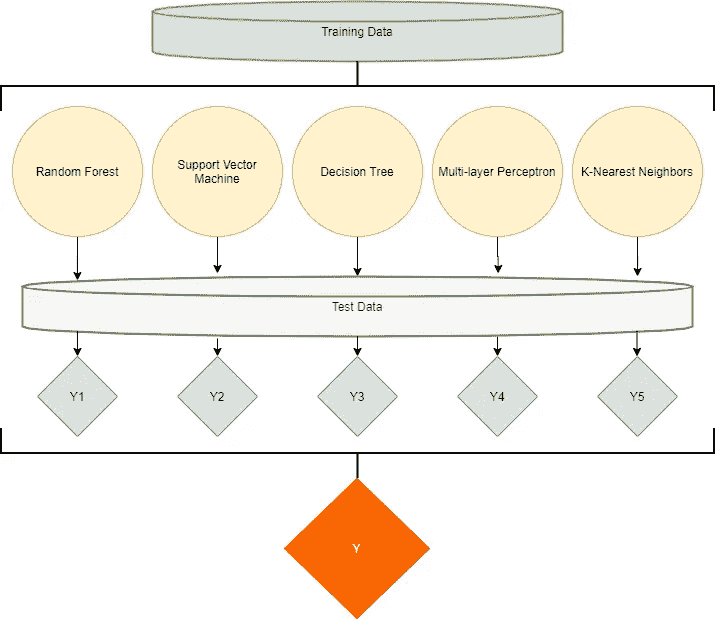 Training Data
Random Forest
Support Vector
Machine
Decision Tree
Multi-layer Perceptron
K-Nearest Neighbors
Test Data
Y1
Y2
Y3
Y4
Y5
Y